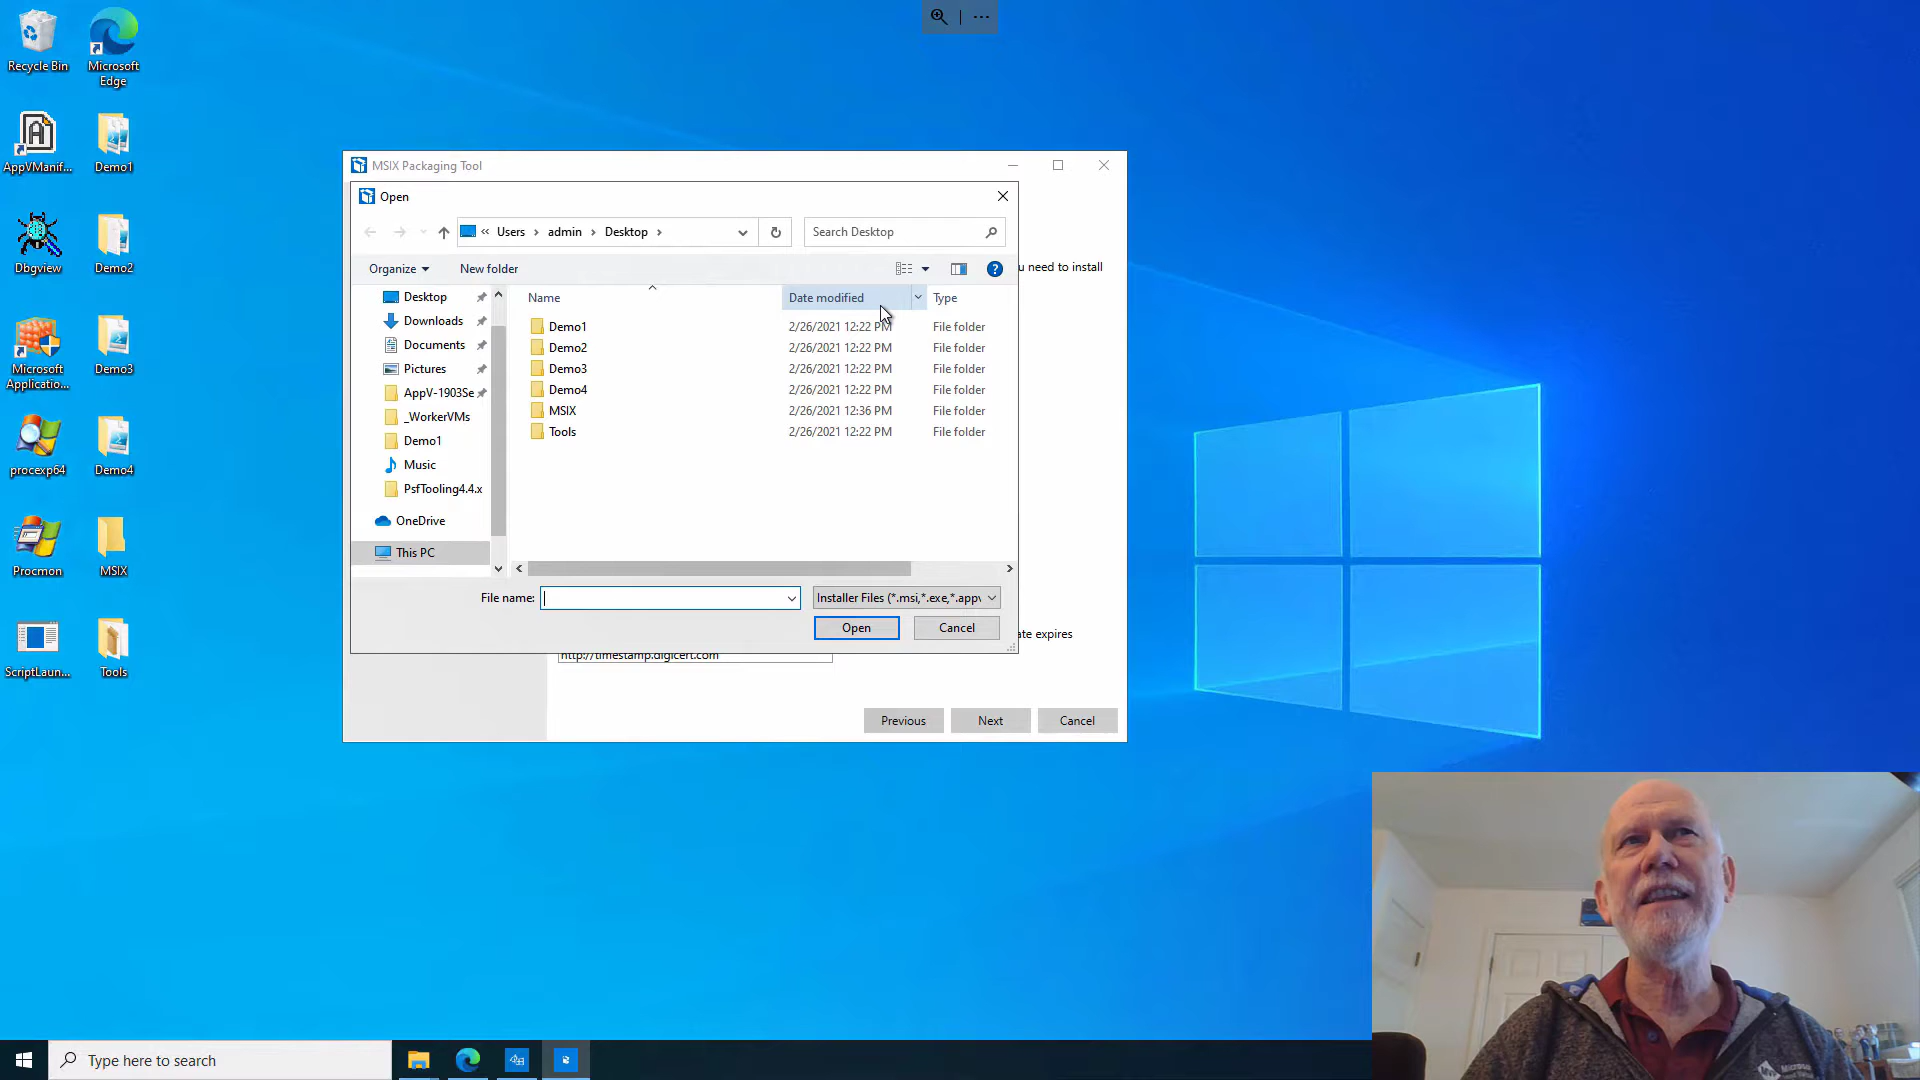 Recycle Bin
Microsoft
Edge
AppVManif...
Demo1
Dbgview
Demo2
Microsoft
Applicatio...
Demo3
procexp64
Demo4
Procmon
MSIX
ScriptLaun...
Tools
MSIX Packaging Tool
Open
Users
admin
Desktop
Search Desktop
Organize
New folder
u need to install
Desktop
Downloads
Documents
Pictures
AppV-1903Se
_WorkerVMs
Demo1
Music
PsfTooling4.4.x
OneDrive
This PC
Name Date modified Type
Demo1 2/26/2021 12:22 PM File folder
Demo2 2/26/2021 12:22 PM File folder
Demo3 2/26/2021 12:22 PM File folder
Demo4 2/26/2021 12:22 PM File folder
MSIX 2/26/2021 12:36 PM File folder
Tools 2/26/2021 12:22 PM File folder
File name:
Installer Files (*.msi,*.exe,*.appv
Open
Cancel
ate expires
http://timestamp.digicert.com
Previous
Next
Cancel
Type here to search